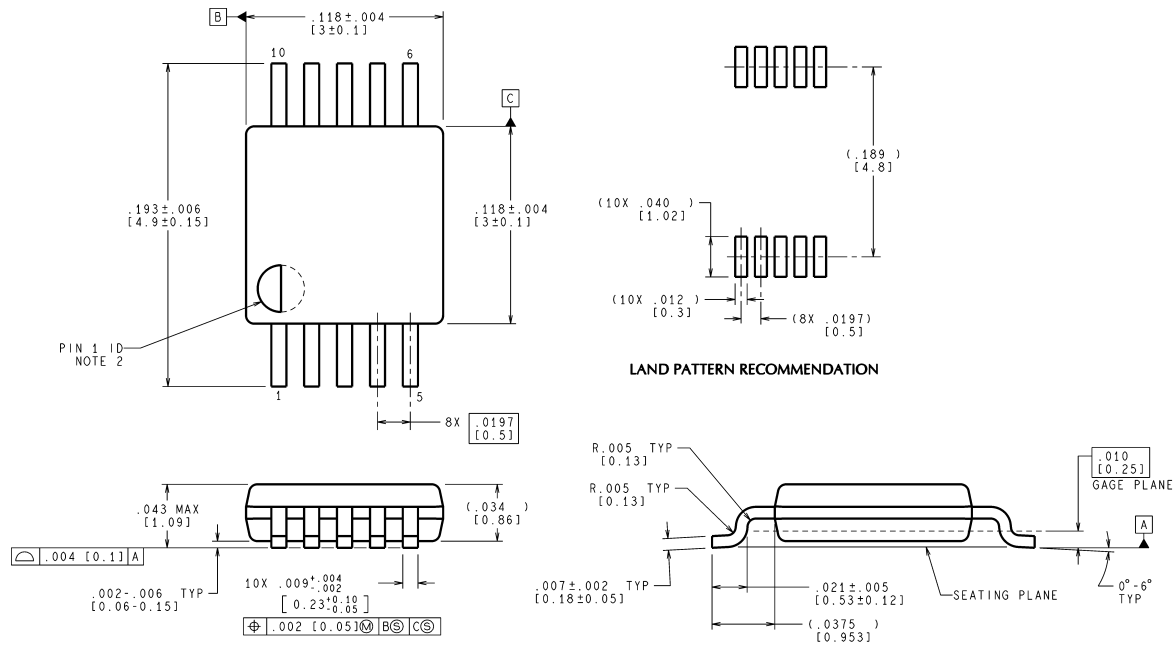 B
.118±.004
[3±0.1]
10
6
C
.193±.006
[4.9±0.15]
.118±.004
[3±0.1]
PIN 1 ID
NOTE 2
1
5
8X .0197
[0.5]
(.189 )
[4.8]
(10X .040 )
[1.02]
(10X .012 )
[0.3]
(8X .0197)
[0.5]
LAND PATTERN RECOMMENDATION
.043 MAX
[1.09]
(.034 )
[0.86]
⌓ .004 [0.1] A
.002-.006 TYP
[0.06-0.15]
10X .009 +.004 -.002
[ 0.23 +0.10 -0.05 ]
⌖ .002 [0.05]Ⓜ BⓈ CⓈ
R.005 TYP
[0.13]
R.005 TYP
[0.13]
.010
[0.25]
GAGE PLANE
A
.007±.002 TYP
[0.18±0.05]
.021±.005
[0.53±0.12]
SEATING PLANE
0°-6°
TYP
(.0375 )
[0.953]